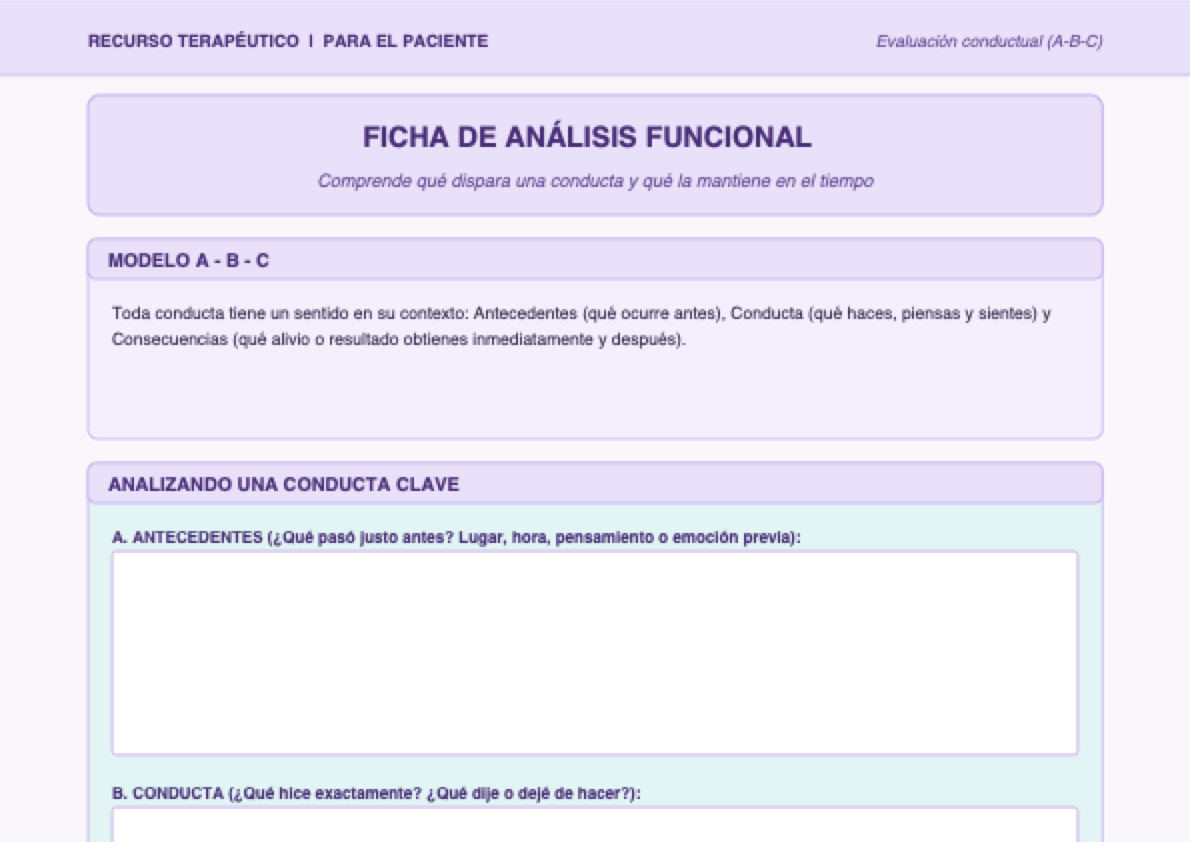 RECURSO TERAPÉUTICO | PARA EL PACIENTE
Evaluación conductual (A-B-C)
FICHA DE ANÁLISIS FUNCIONAL
Comprende qué dispara una conducta y qué la mantiene en el tiempo
MODELO A - B - C
Toda conducta tiene un sentido en su contexto: Antecedentes (qué ocurre antes), Conducta (qué haces, piensas y sientes) y
Consecuencias (qué alivio o resultado obtienes inmediatamente y después).
ANALIZANDO UNA CONDUCTA CLAVE
A. ANTECEDENTES (¿Qué pasó justo antes? Lugar, hora, pensamiento o emoción previa):
B. CONDUCTA (¿Qué hice exactamente? ¿Qué dije o dejé de hacer?):